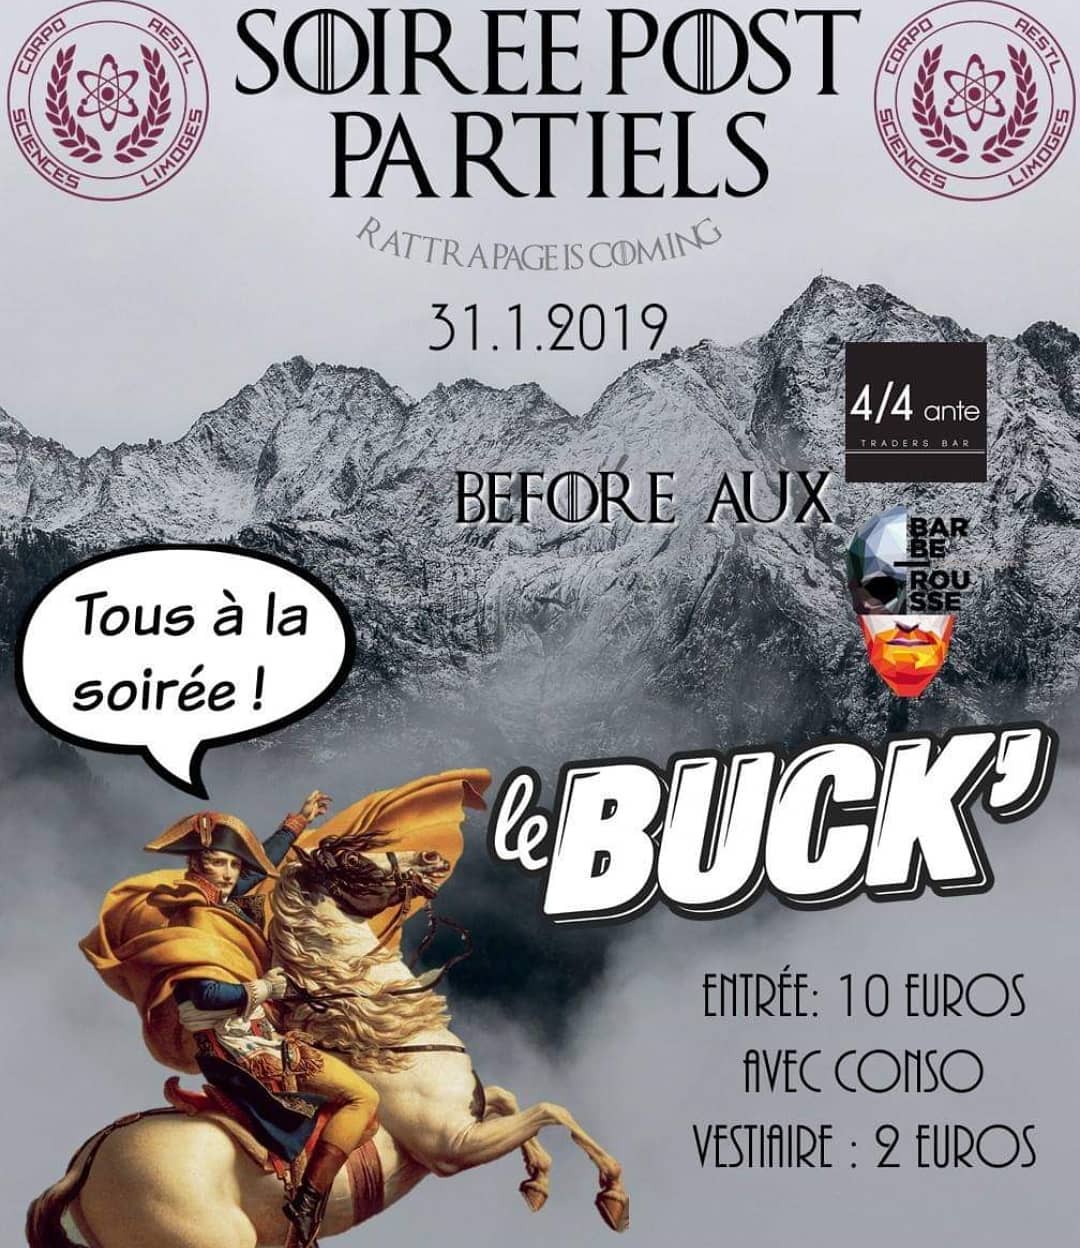 CORPO AESTL
SCIENCES LIMOGES
SOIREE POST
PARTIELS
CORPO AESTL
SCIENCES LIMOGES
RATTRAPAGE IS COMING
31.1.2019
4/4 ante
TRADERS BAR
BEFORE AUX
BAR
BE
ROU
SSE
Tous à la
soirée !
le BUCK'
ENTRÉE: 10 EUROS
AVEC CONSO
VESTIAIRE : 2 EUROS